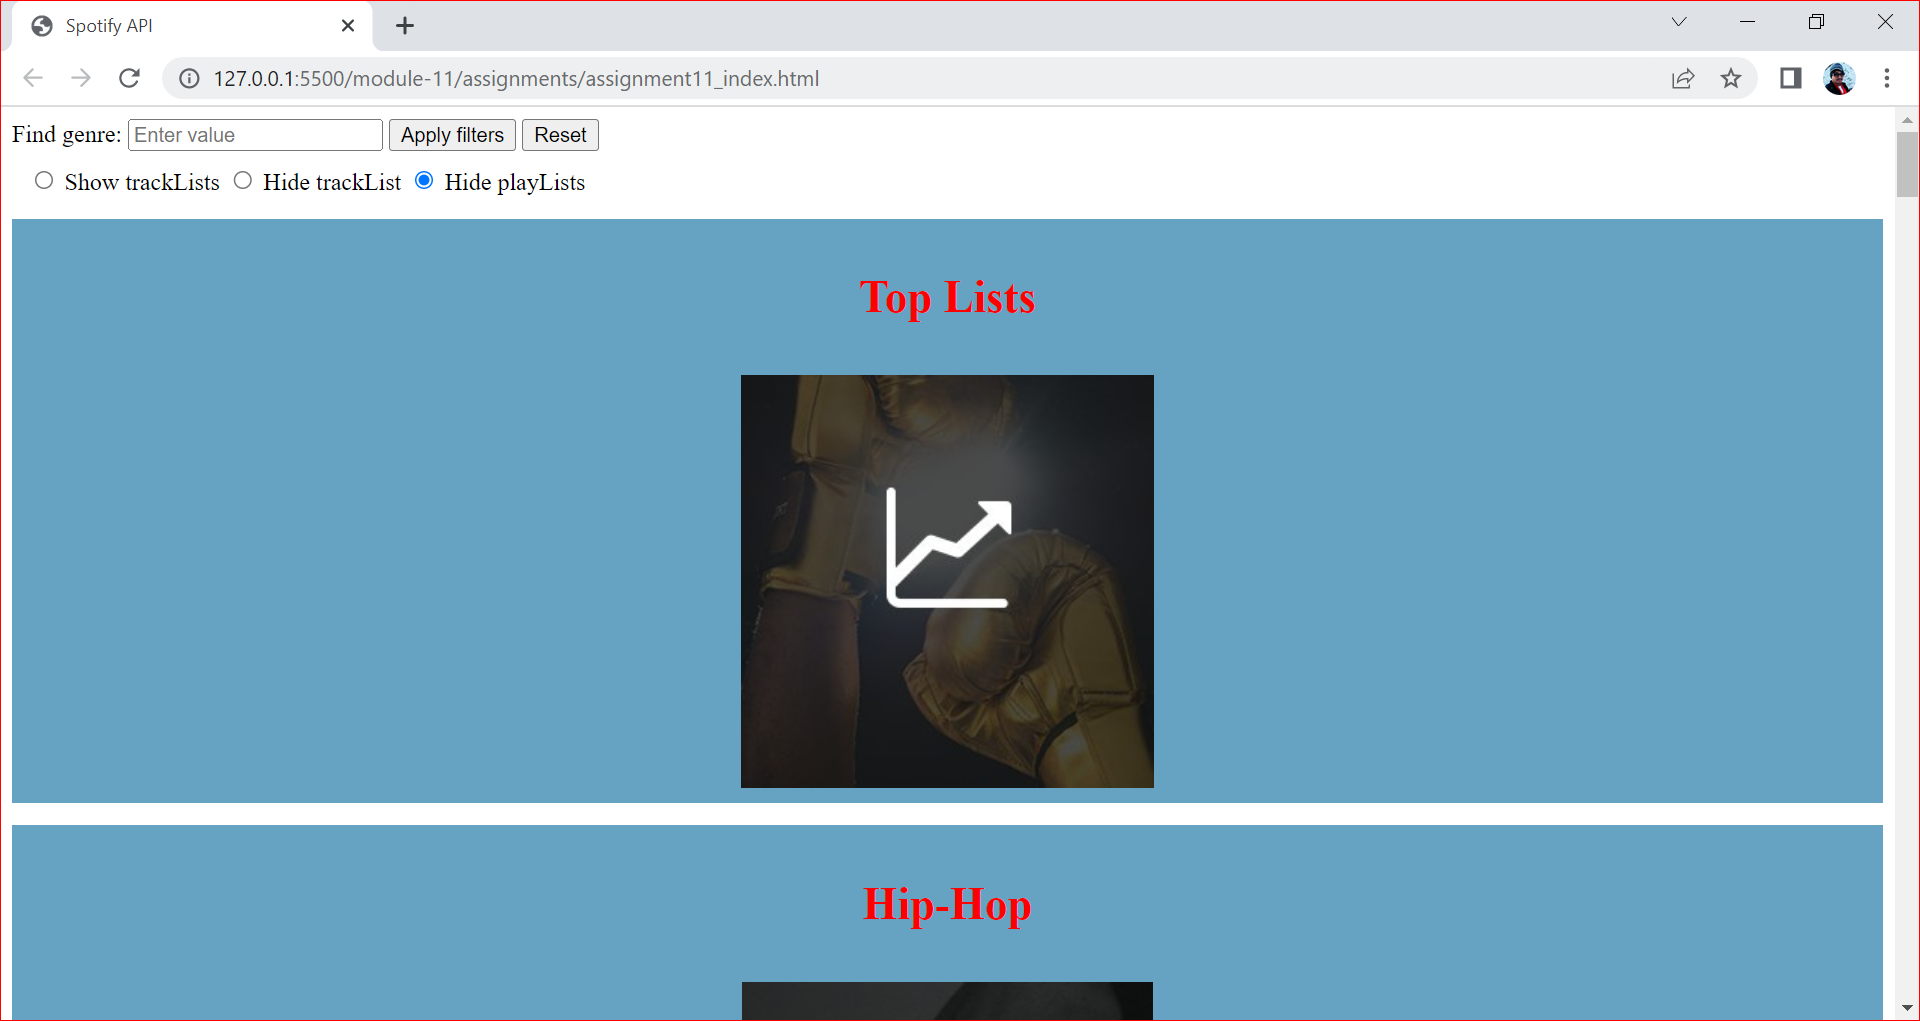 Spotify API
127.0.0.1:5500/module-11/assignments/assignment11_index.html
Find genre: Enter value Apply filters Reset
Show trackLists Hide trackList Hide playLists
Top Lists
Hip-Hop